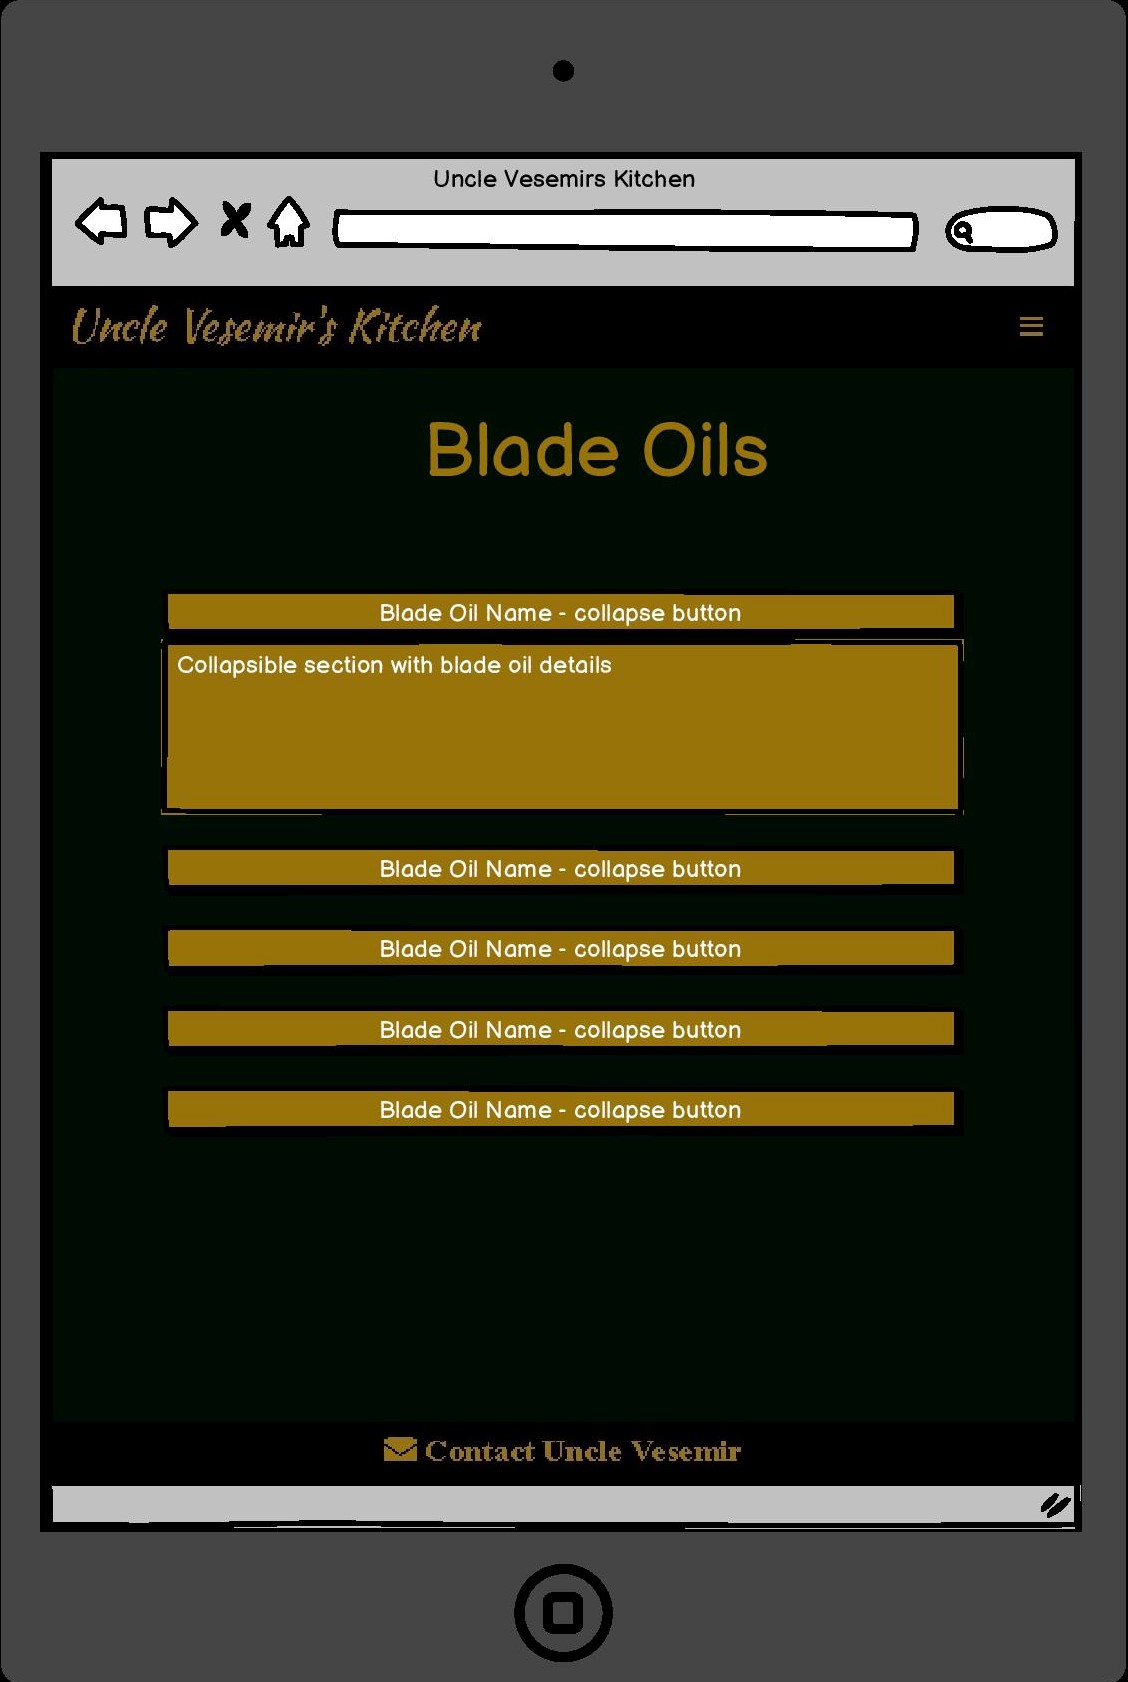 Uncle Vesemirs Kitchen
Uncle Vesemir's Kitchen
Blade Oils
Blade Oil Name - collapse button
Collapsible section with blade oil details
Blade Oil Name - collapse button
Blade Oil Name - collapse button
Blade Oil Name - collapse button
Blade Oil Name - collapse button
Contact Uncle Vesemir